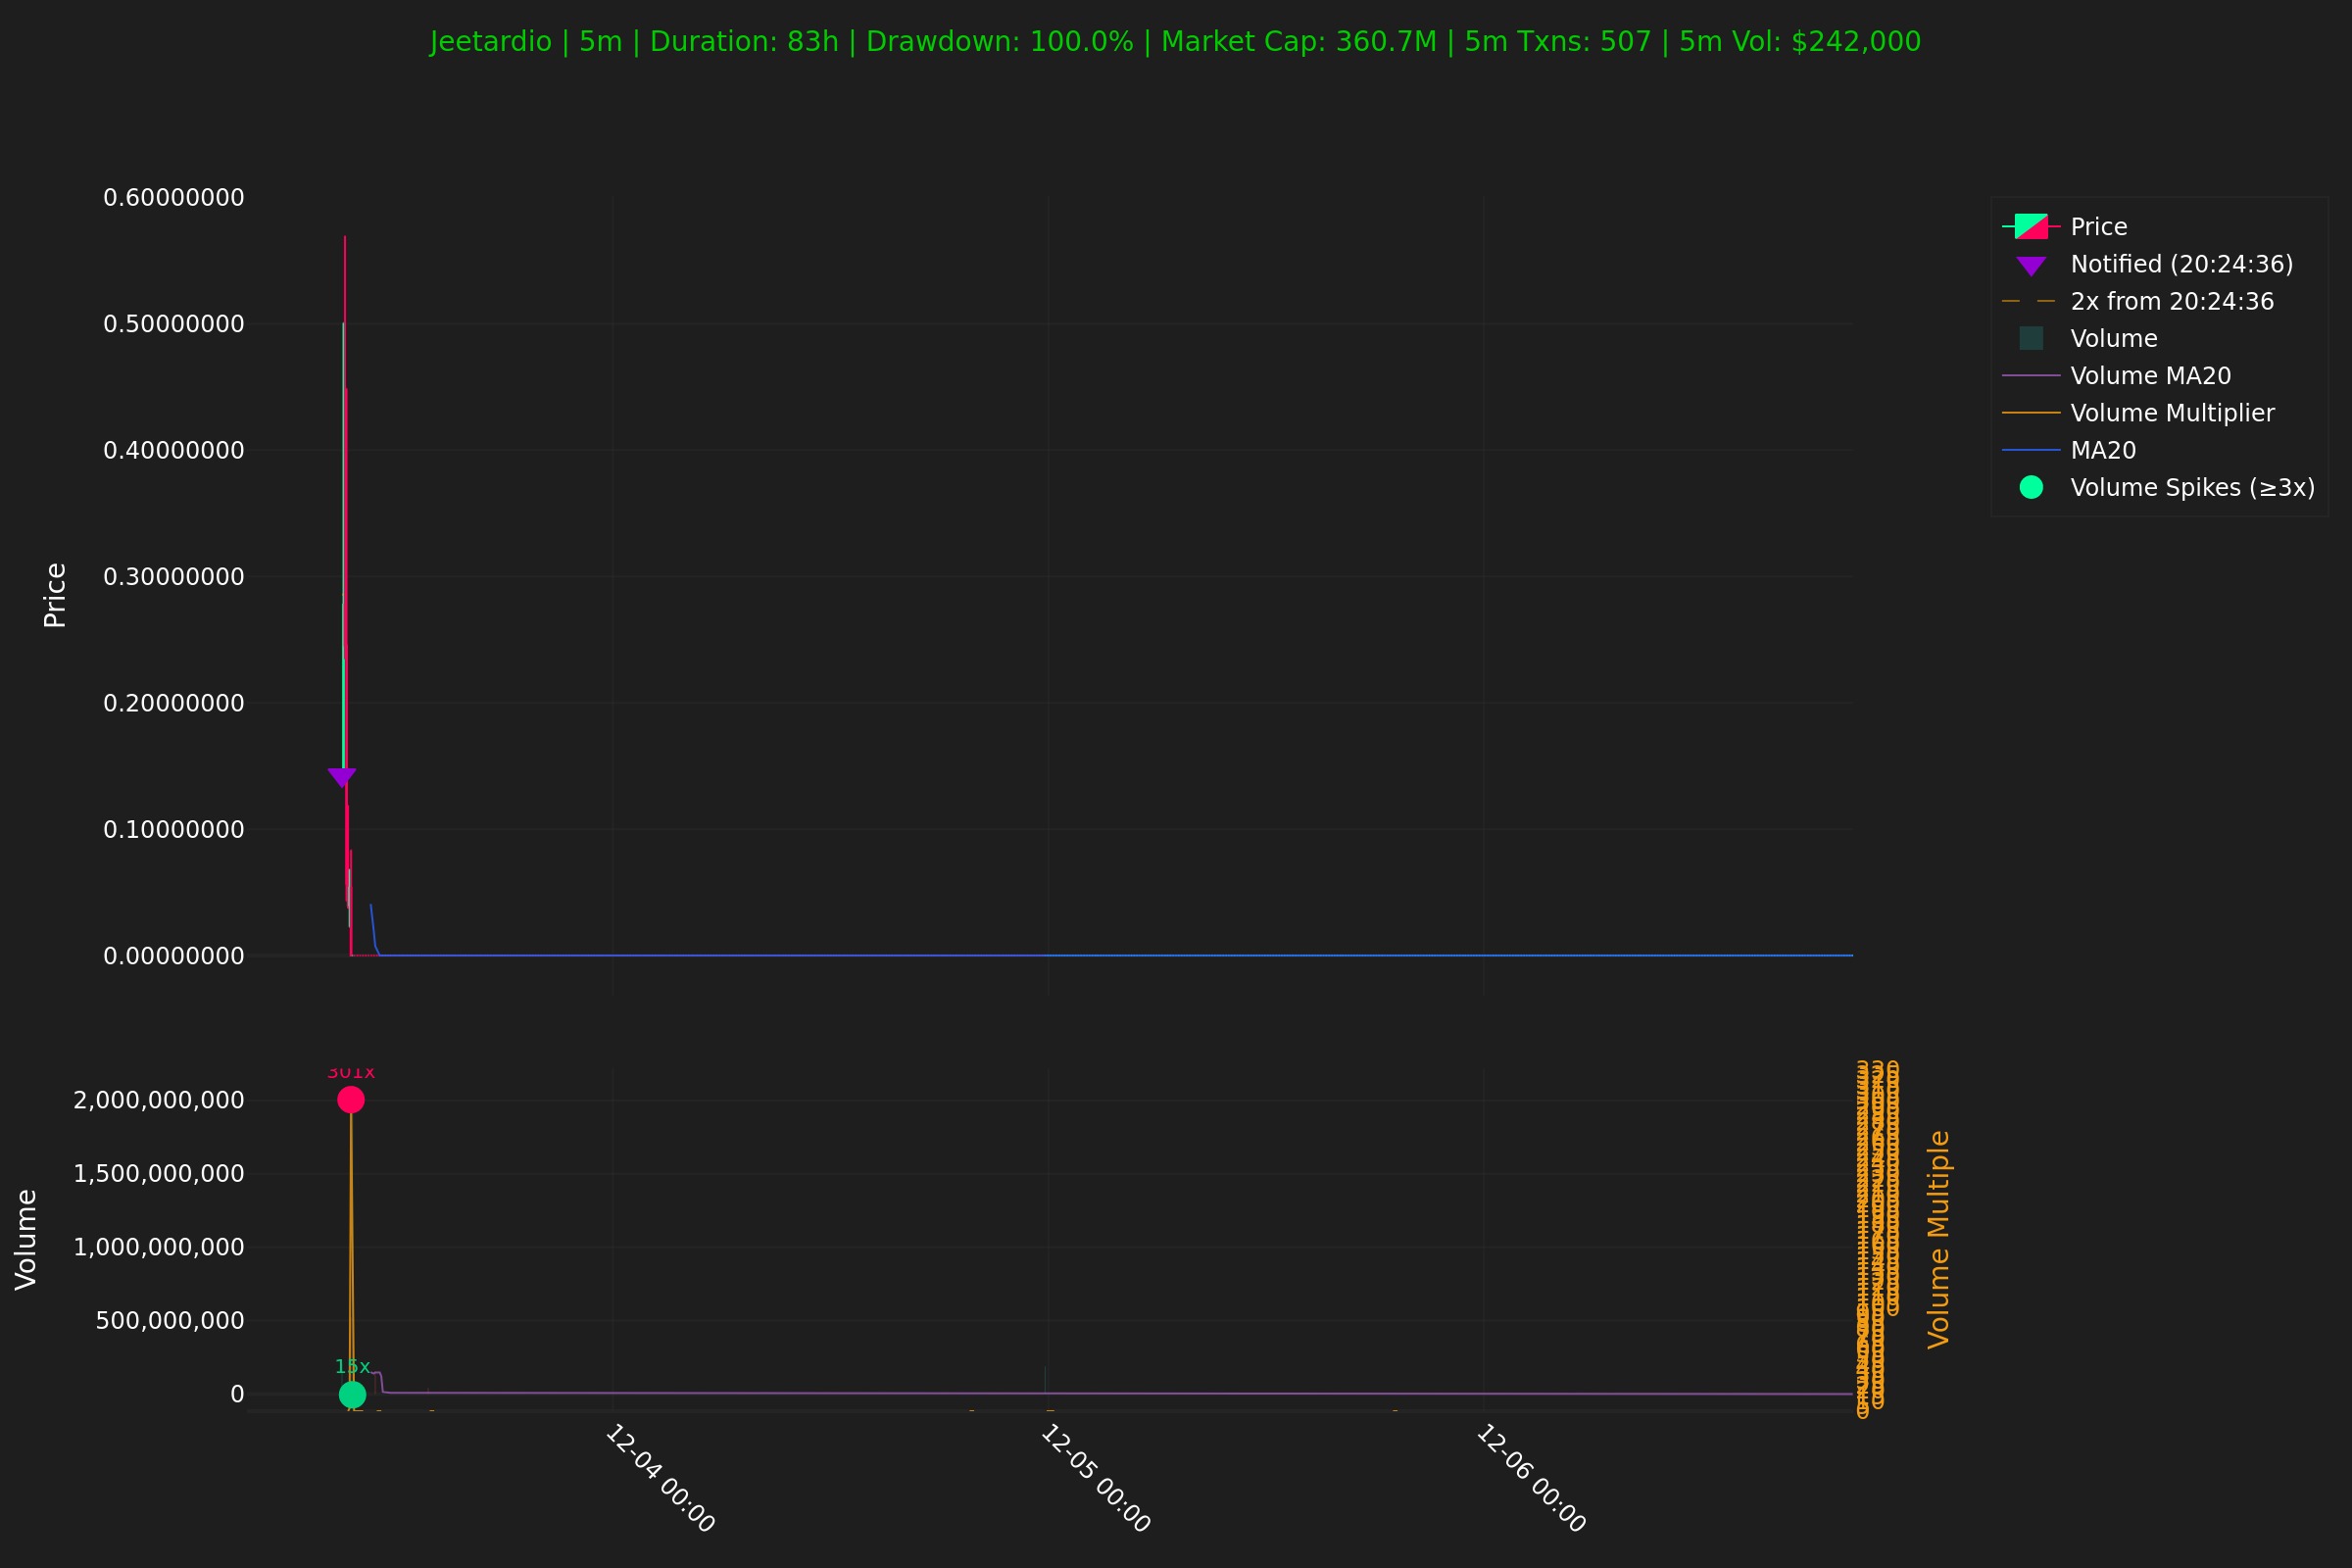 Jeetardio | 5m | Duration: 83h | Drawdown: 100.0% | Market Cap: 360.7M | 5m Txns: 507 | 5m Vol: $242,000
0.60000000
0.50000000
0.40000000
0.30000000
0.20000000
0.10000000
0.00000000
Price
Price
Notified (20:24:36)
2x from 20:24:36
Volume
Volume MA20
Volume Multiplier
MA20
Volume Spikes (≥3x)
301x
15x
2,000,000,000
1,500,000,000
1,000,000,000
500,000,000
0
Volume
Volume Multiple
12-04 00:00
12-05 00:00
12-06 00:00